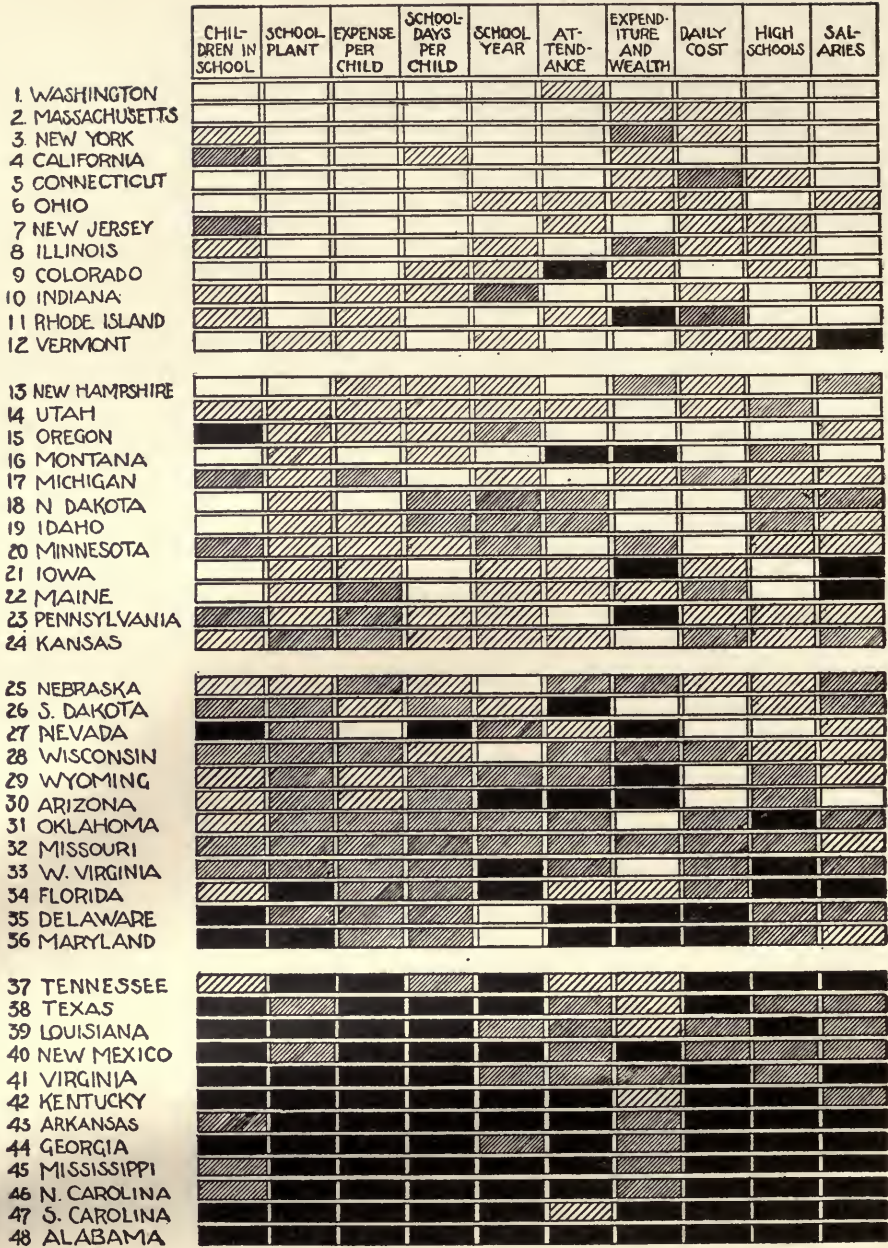 CHIL-
DREN IN
SCHOOL
SCHOOL
PLANT
EXPENSE
PER
CHILD
SCHOOL-
DAYS
PER
CHILD
SCHOOL
YEAR
AT-
TEND-
ANCE
EXPEND-
ITURE
AND
WEALTH
DAILY
COST
HIGH
SCHOOLS
SAL-
ARIES
1. WASHINGTON
2. MASSACHUSETTS
3. NEW YORK
4 CALIFORNIA
5 CONNECTICUT
6 OHIO
7 NEW JERSEY
8 ILLINOIS
9 COLORADO
10 INDIANA
11 RHODE ISLAND
12 VERMONT
13 NEW HAMPSHIRE
14 UTAH
15 OREGON
16 MONTANA
17 MICHIGAN
18 N DAKOTA
19 IDAHO
20 MINNESOTA
21 IOWA
22 MAINE
23 PENNSYLVANIA
24 KANSAS
25 NEBRASKA
26 S. DAKOTA
27 NEVADA
28 WISCONSIN
29 WYOMING
30 ARIZONA
31 OKLAHOMA
32 MISSOURI
33 W. VIRGINIA
34 FLORIDA
35 DELAWARE
36 MARYLAND
37 TENNESSEE
38 TEXAS
39 LOUISIANA
40 NEW MEXICO
41 VIRGINIA
42 KENTUCKY
43 ARKANSAS
44 GEORGIA
45 MISSISSIPPI
46 N. CAROLINA
47 S. CAROLINA
48 ALABAMA